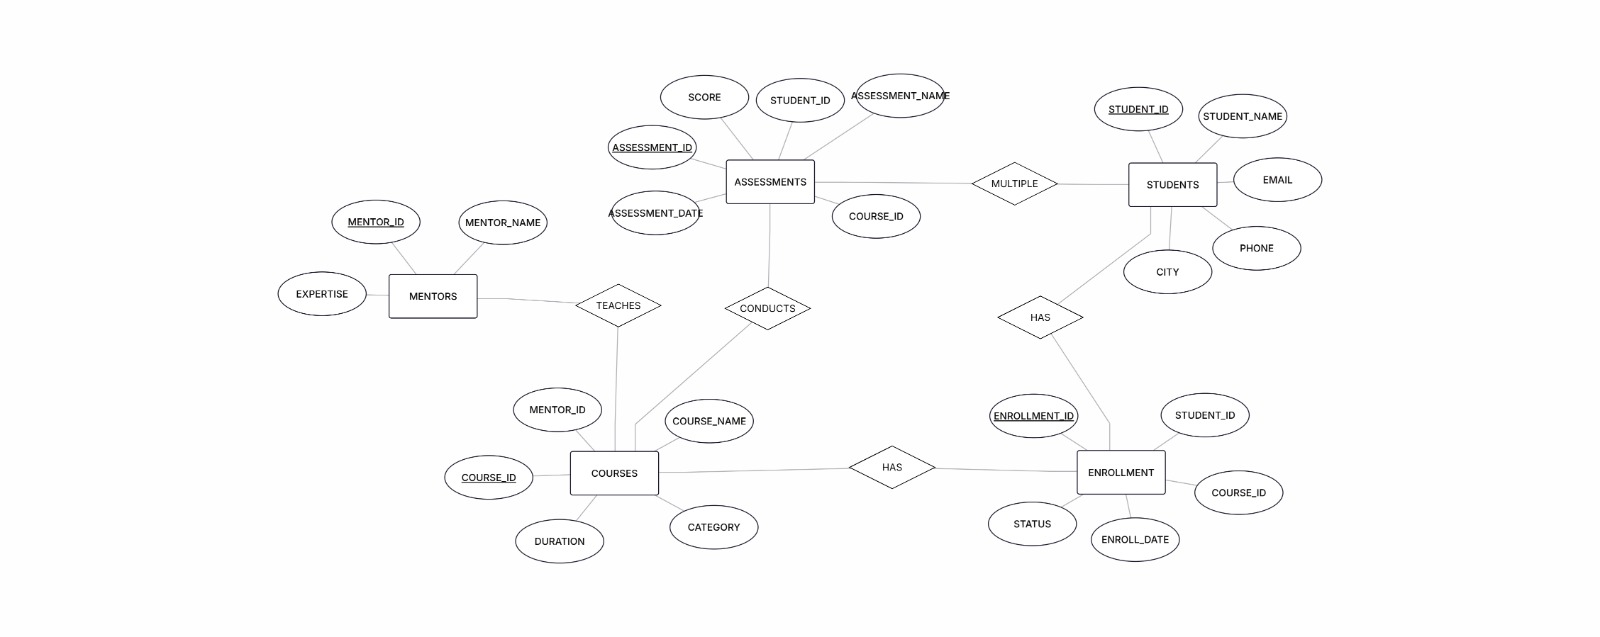 SCORE
STUDENT_ID
ASSESSMENT_NAME
ASSESSMENT_ID
ASSESSMENTS
ASSESSMENT_DATE
COURSE_ID
MULTIPLE
STUDENT_ID
STUDENT_NAME
STUDENTS
EMAIL
PHONE
CITY
MENTOR_ID
MENTOR_NAME
EXPERTISE
MENTORS
TEACHES
CONDUCTS
HAS
MENTOR_ID
COURSE_NAME
COURSE_ID
COURSES
DURATION
CATEGORY
HAS
ENROLLMENT_ID
STUDENT_ID
ENROLLMENT
COURSE_ID
STATUS
ENROLL_DATE